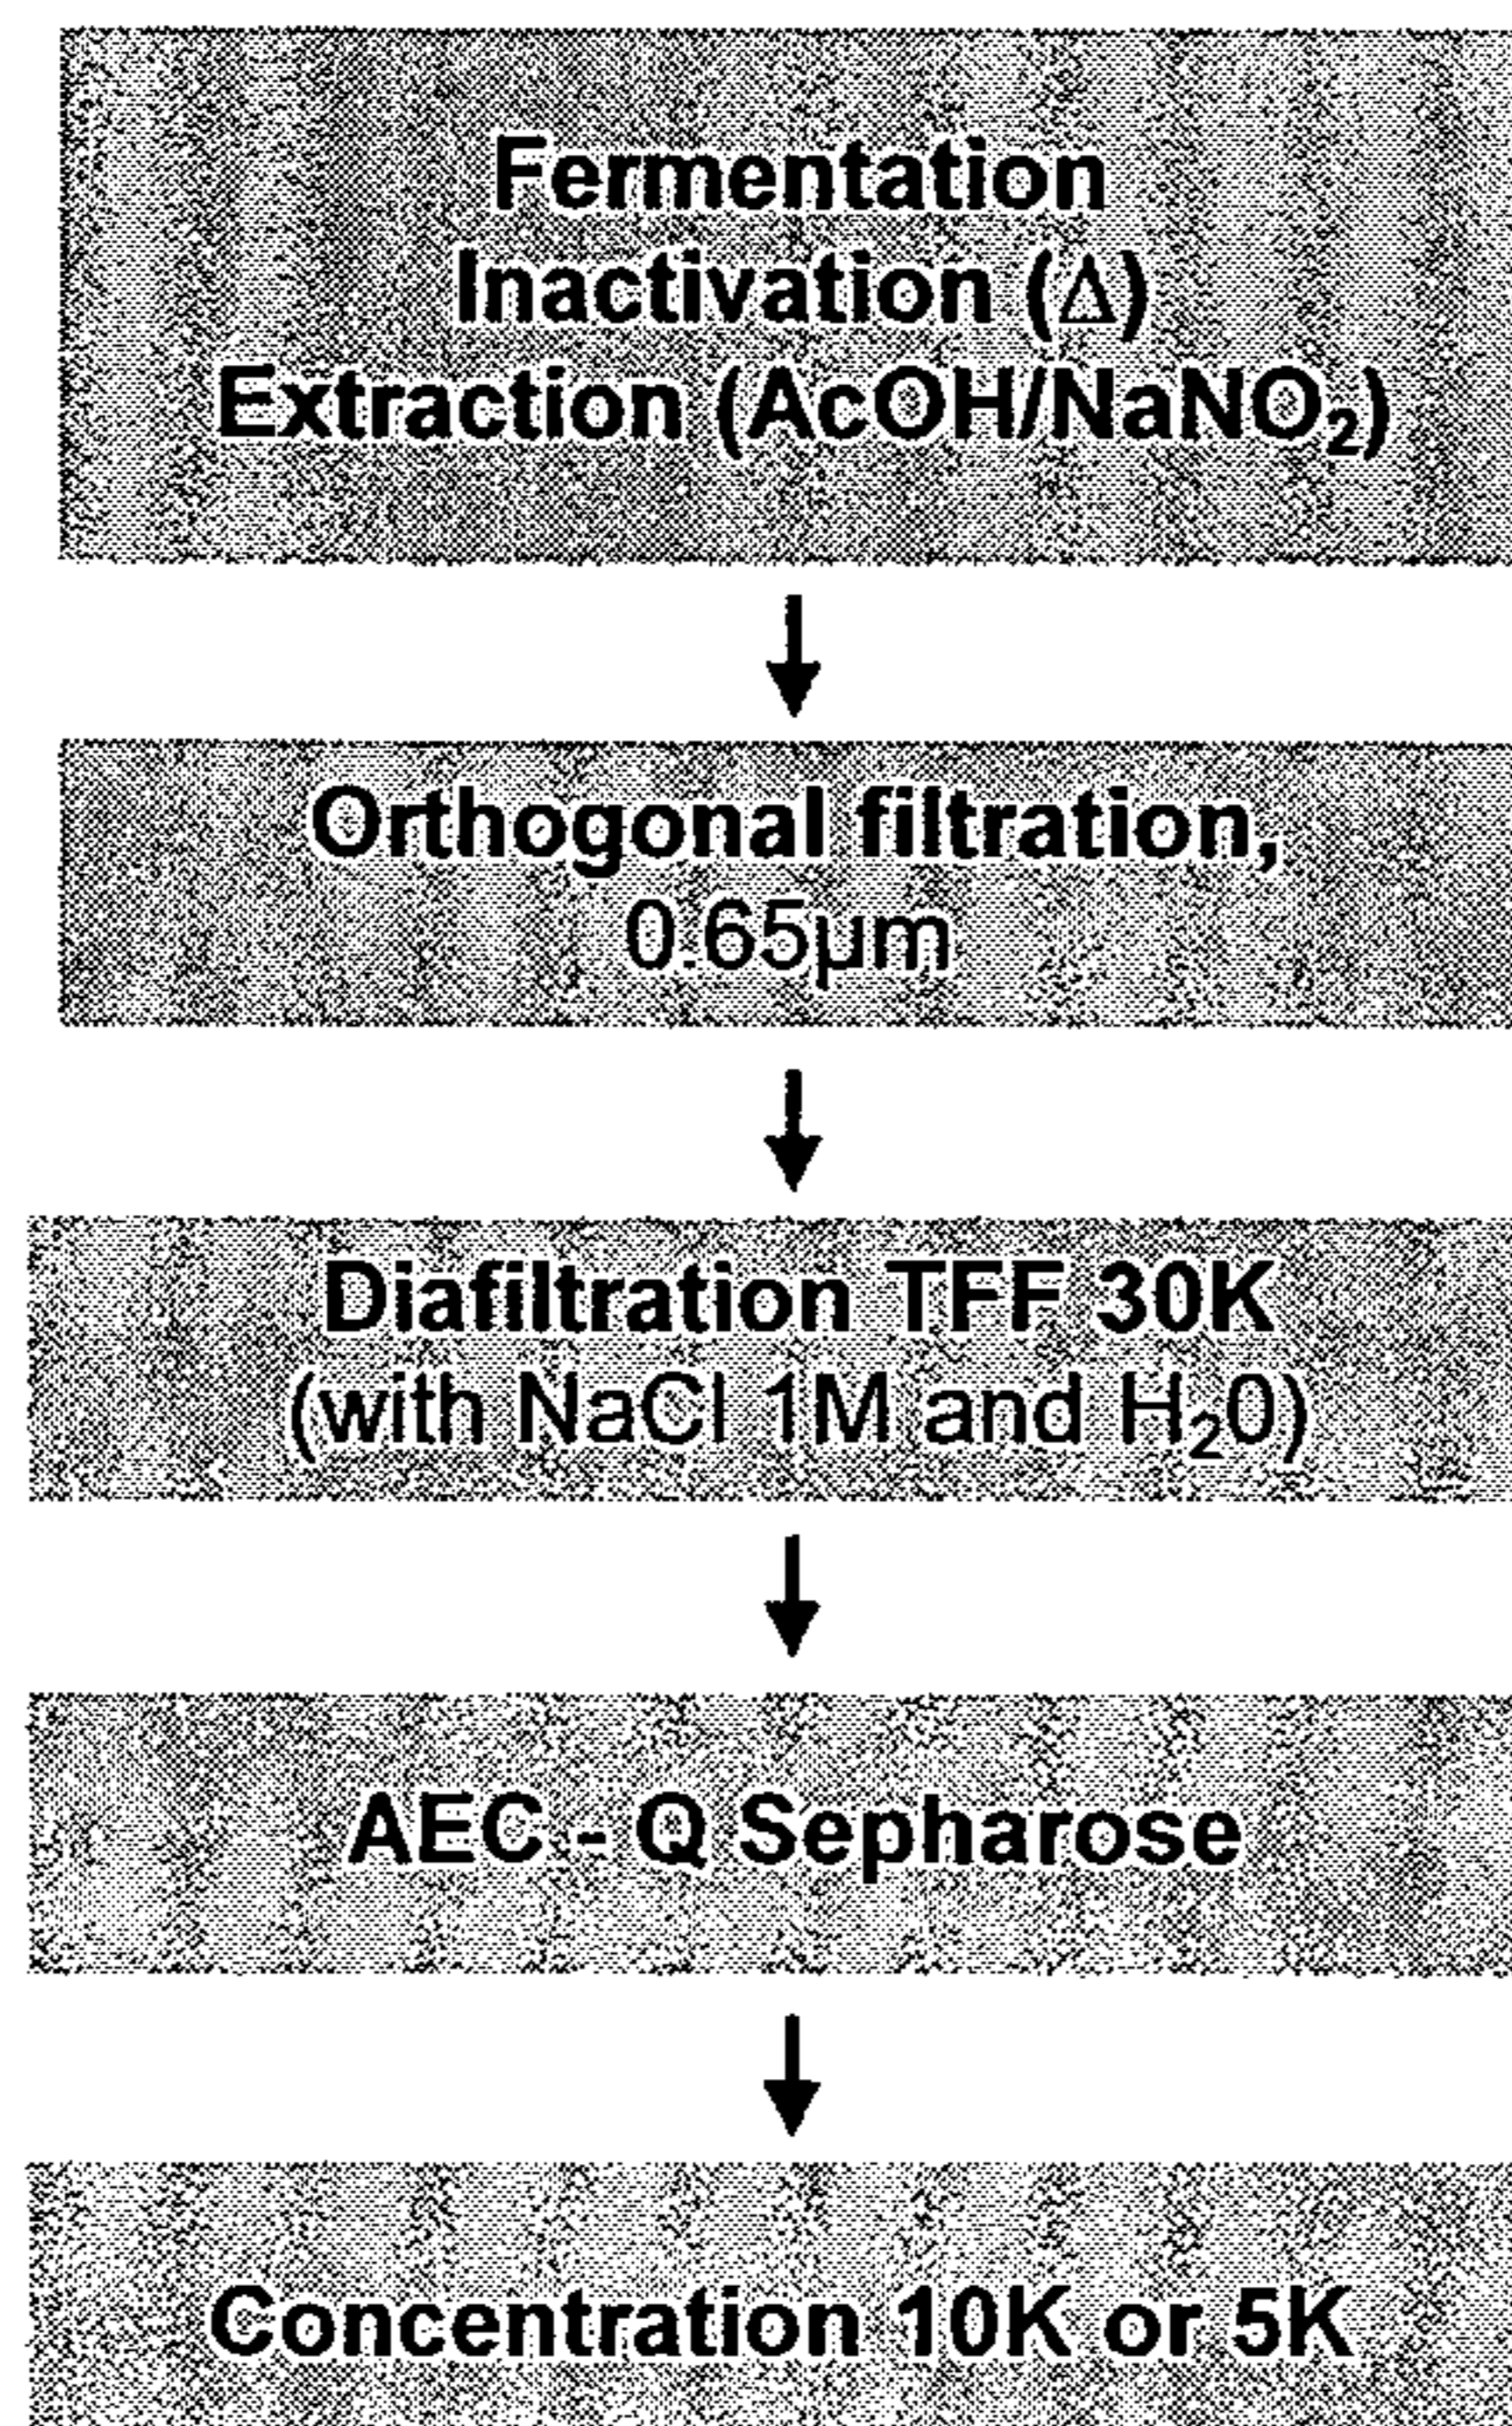 Fermentation
Inactivation (Δ)
Extraction (AcOH/NaNO₂)
Orthogonal filtration,
0.65µm
Diafiltration TFF 30K
(with NaCl 1M and H₂0)
AEC - Q Sepharose
Concentration 10K or 5K